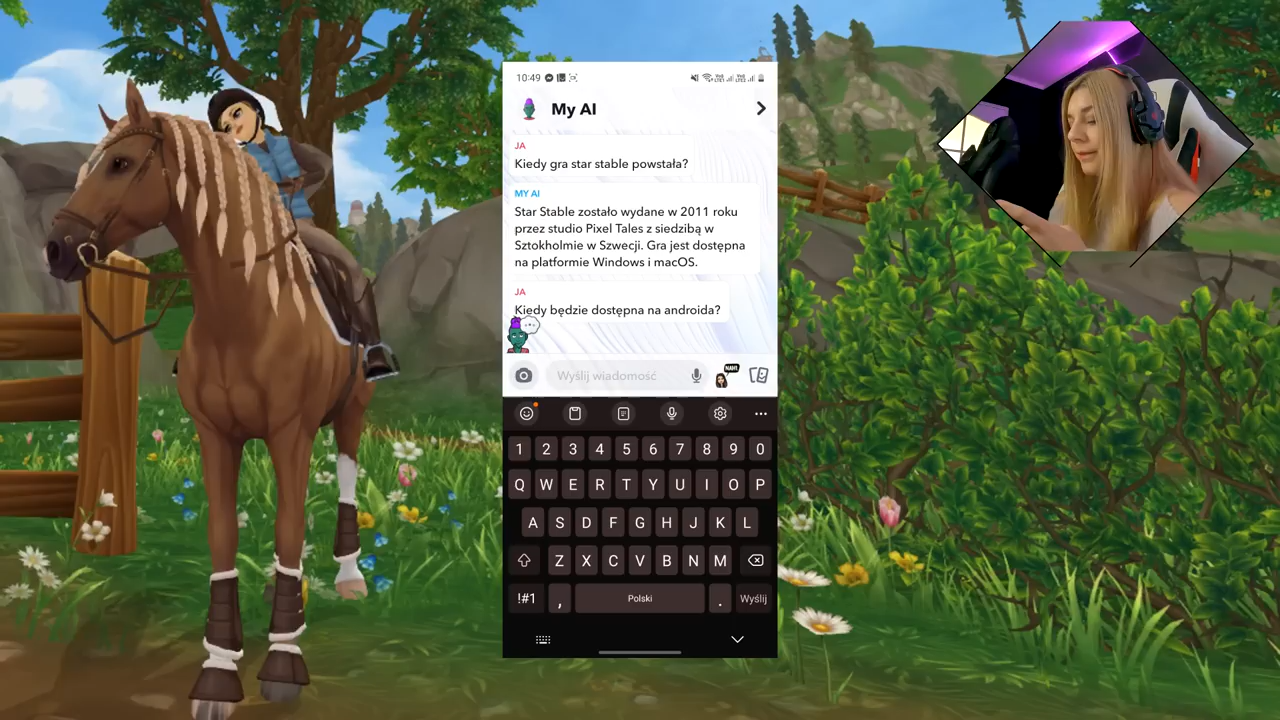 10:49
My AI
JA
Kiedy gra star stable powstała?
MY AI
Star Stable zostało wydane w 2011 roku
przez studio Pixel Tales z siedzibą w
Sztokholmie w Szwecji. Gra jest dostępna
na platformie Windows i macOS.
JA
Kiedy będzie dostępna na androida?
Wyślij wiadomość
NAH!
1 2 3 4 5 6 7 8 9 0
Q W E R T Y U I O P
A S D F G H J K L
Z X C V B N M
!#1 , Polski . Wyślij